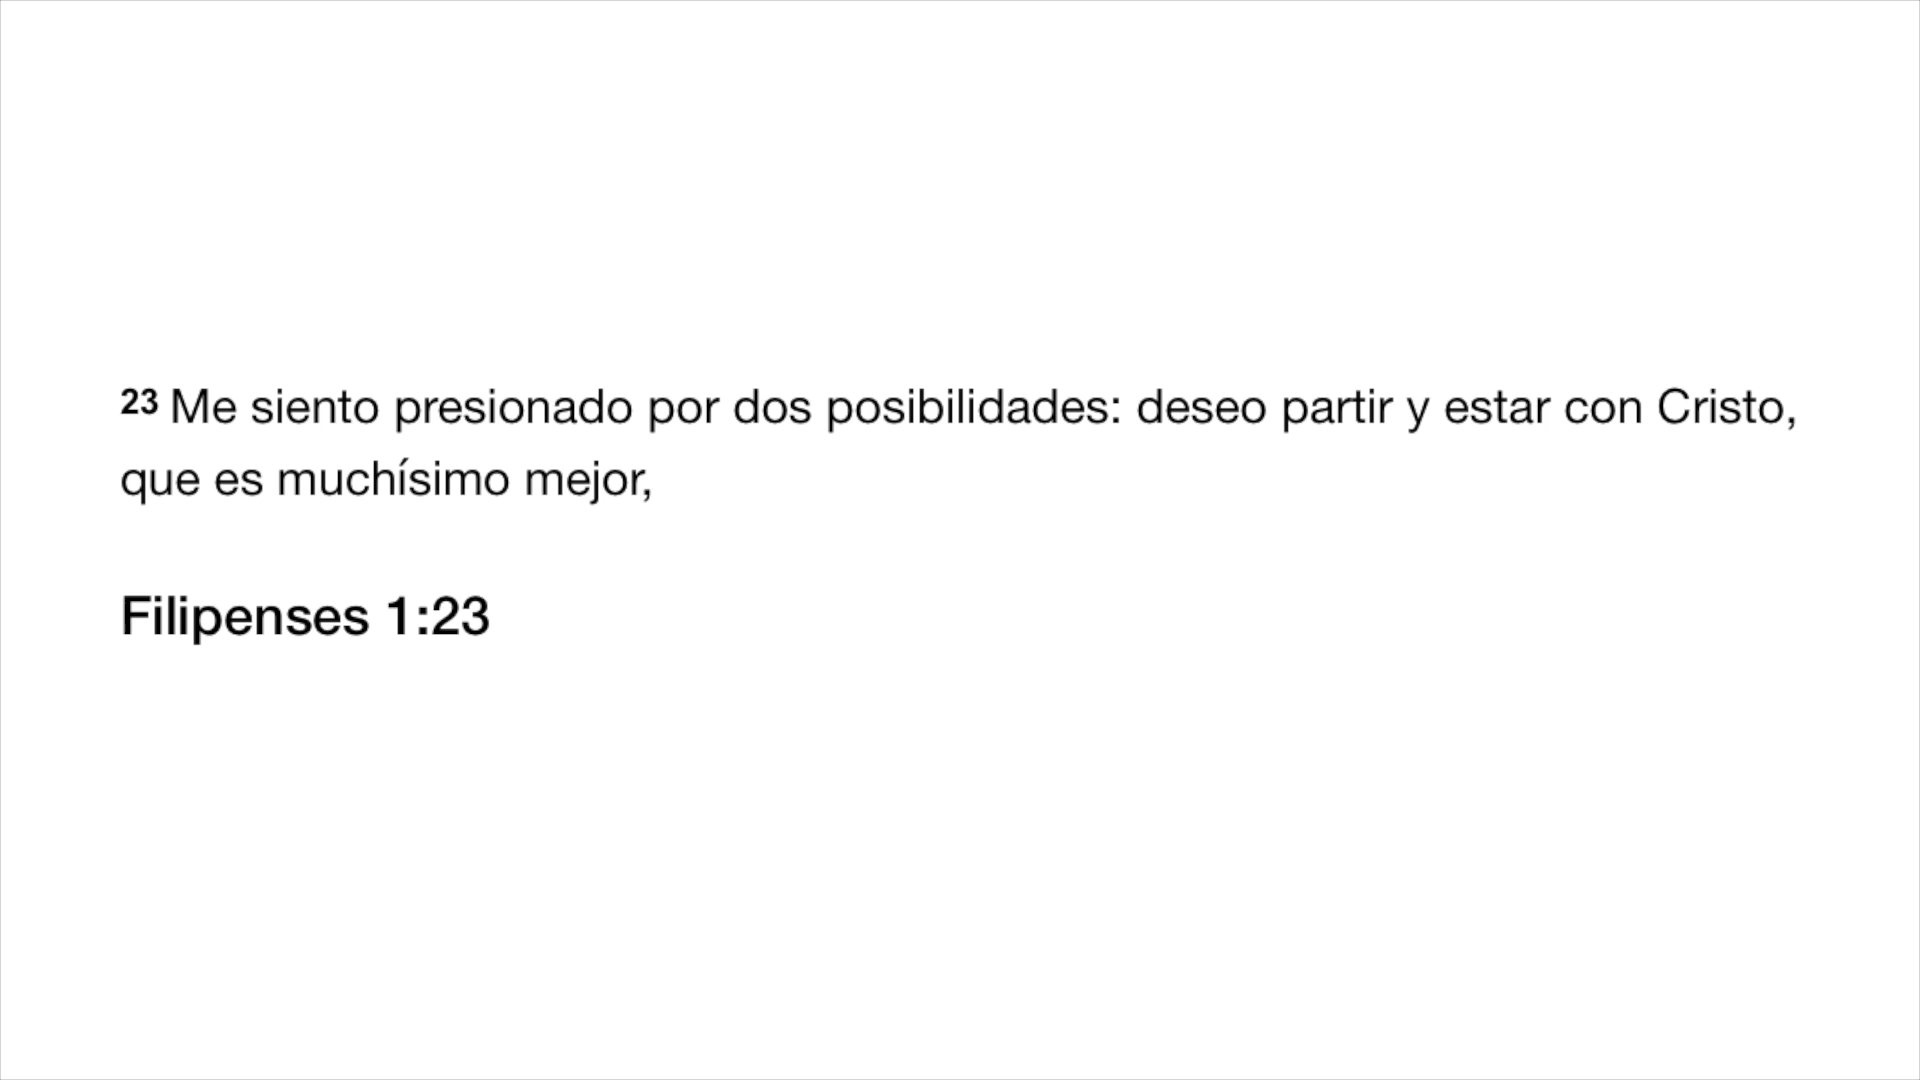 23 Me siento presionado por dos posibilidades: deseo partir y estar con Cristo,
que es muchísimo mejor,
Filipenses 1:23